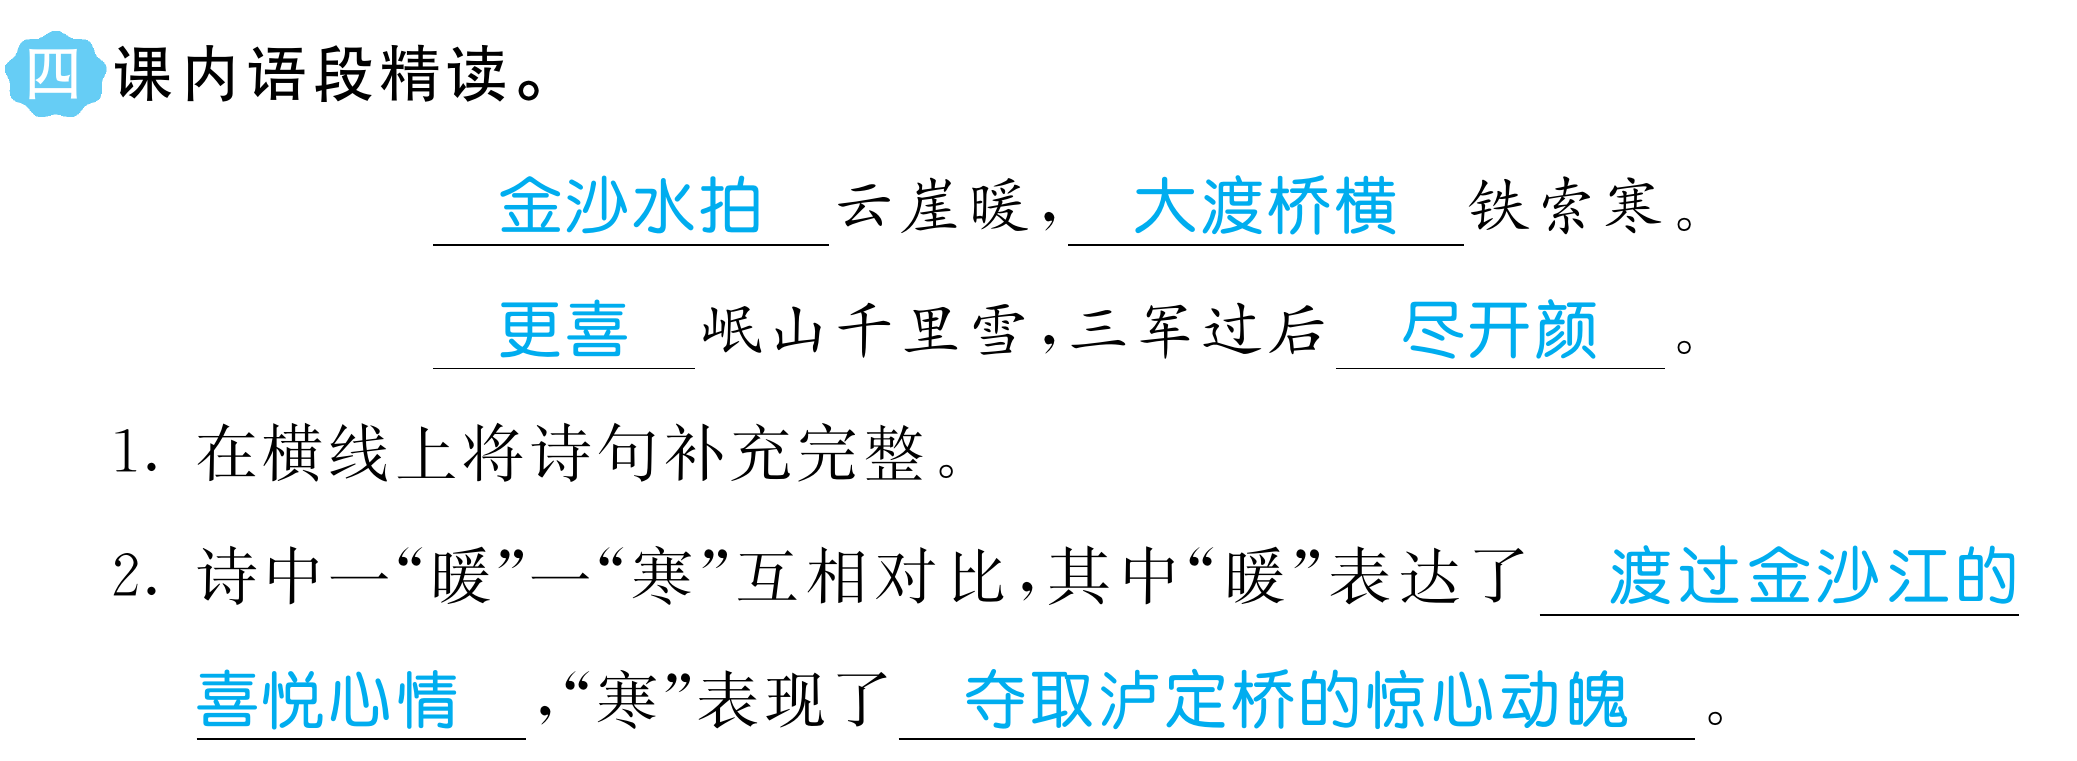 四 课内语段精读。
金沙水拍云崖暖,大渡桥横铁索寒。
更喜岷山千里雪,三军过后尽开颜。
1. 在横线上将诗句补充完整。
2. 诗中一“暖”一“寒”互相对比,其中“暖”表达了渡过金沙江的
喜悦心情,“寒”表现了夺取泸定桥的惊心动魄。